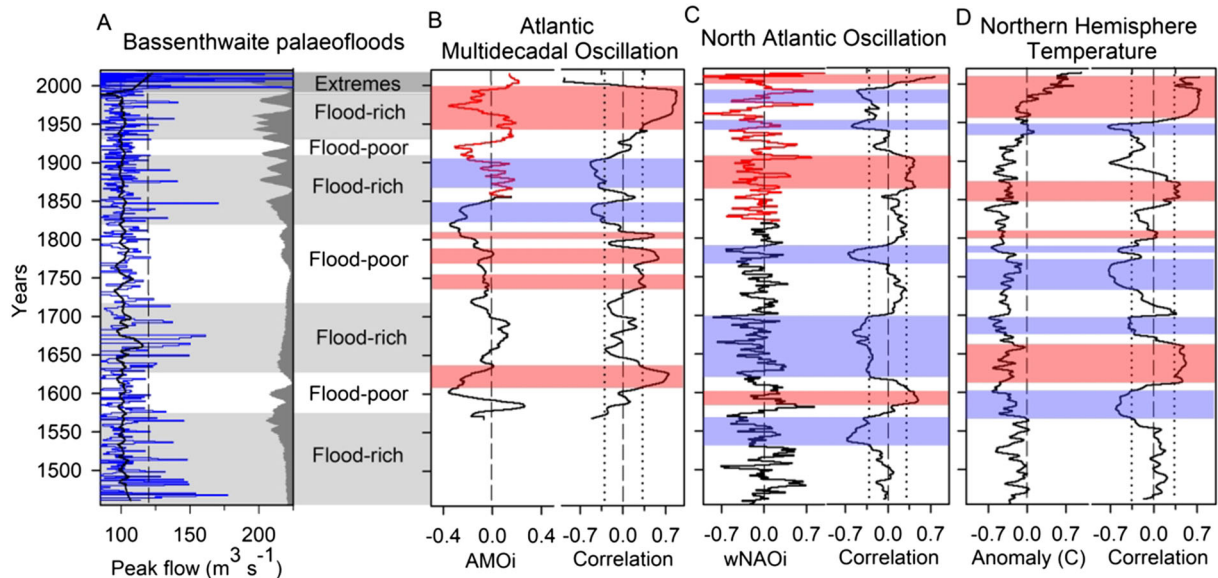 A
Bassenthwaite palaeofloods
B
Atlantic
Multidecadal Oscillation
C
North Atlantic Oscillation
D
Northern Hemisphere
Temperature
Years
2000
1950
1900
1850
1800
1750
1700
1650
1600
1550
1500
Extremes
Flood-rich
Flood-poor
Flood-rich
Flood-poor
Flood-rich
Flood-poor
Flood-rich
100 150 200
Peak flow (m³ s⁻¹)
-0.4 0.0 0.4
AMOi
-0.7 0.0 0.7
Correlation
-0.7 0.0 0.7
wNAOi
-0.7 0.0 0.7
Correlation
-0.7 0.0 0.7
Anomaly (C)
-0.7 0.0 0.7
Correlation